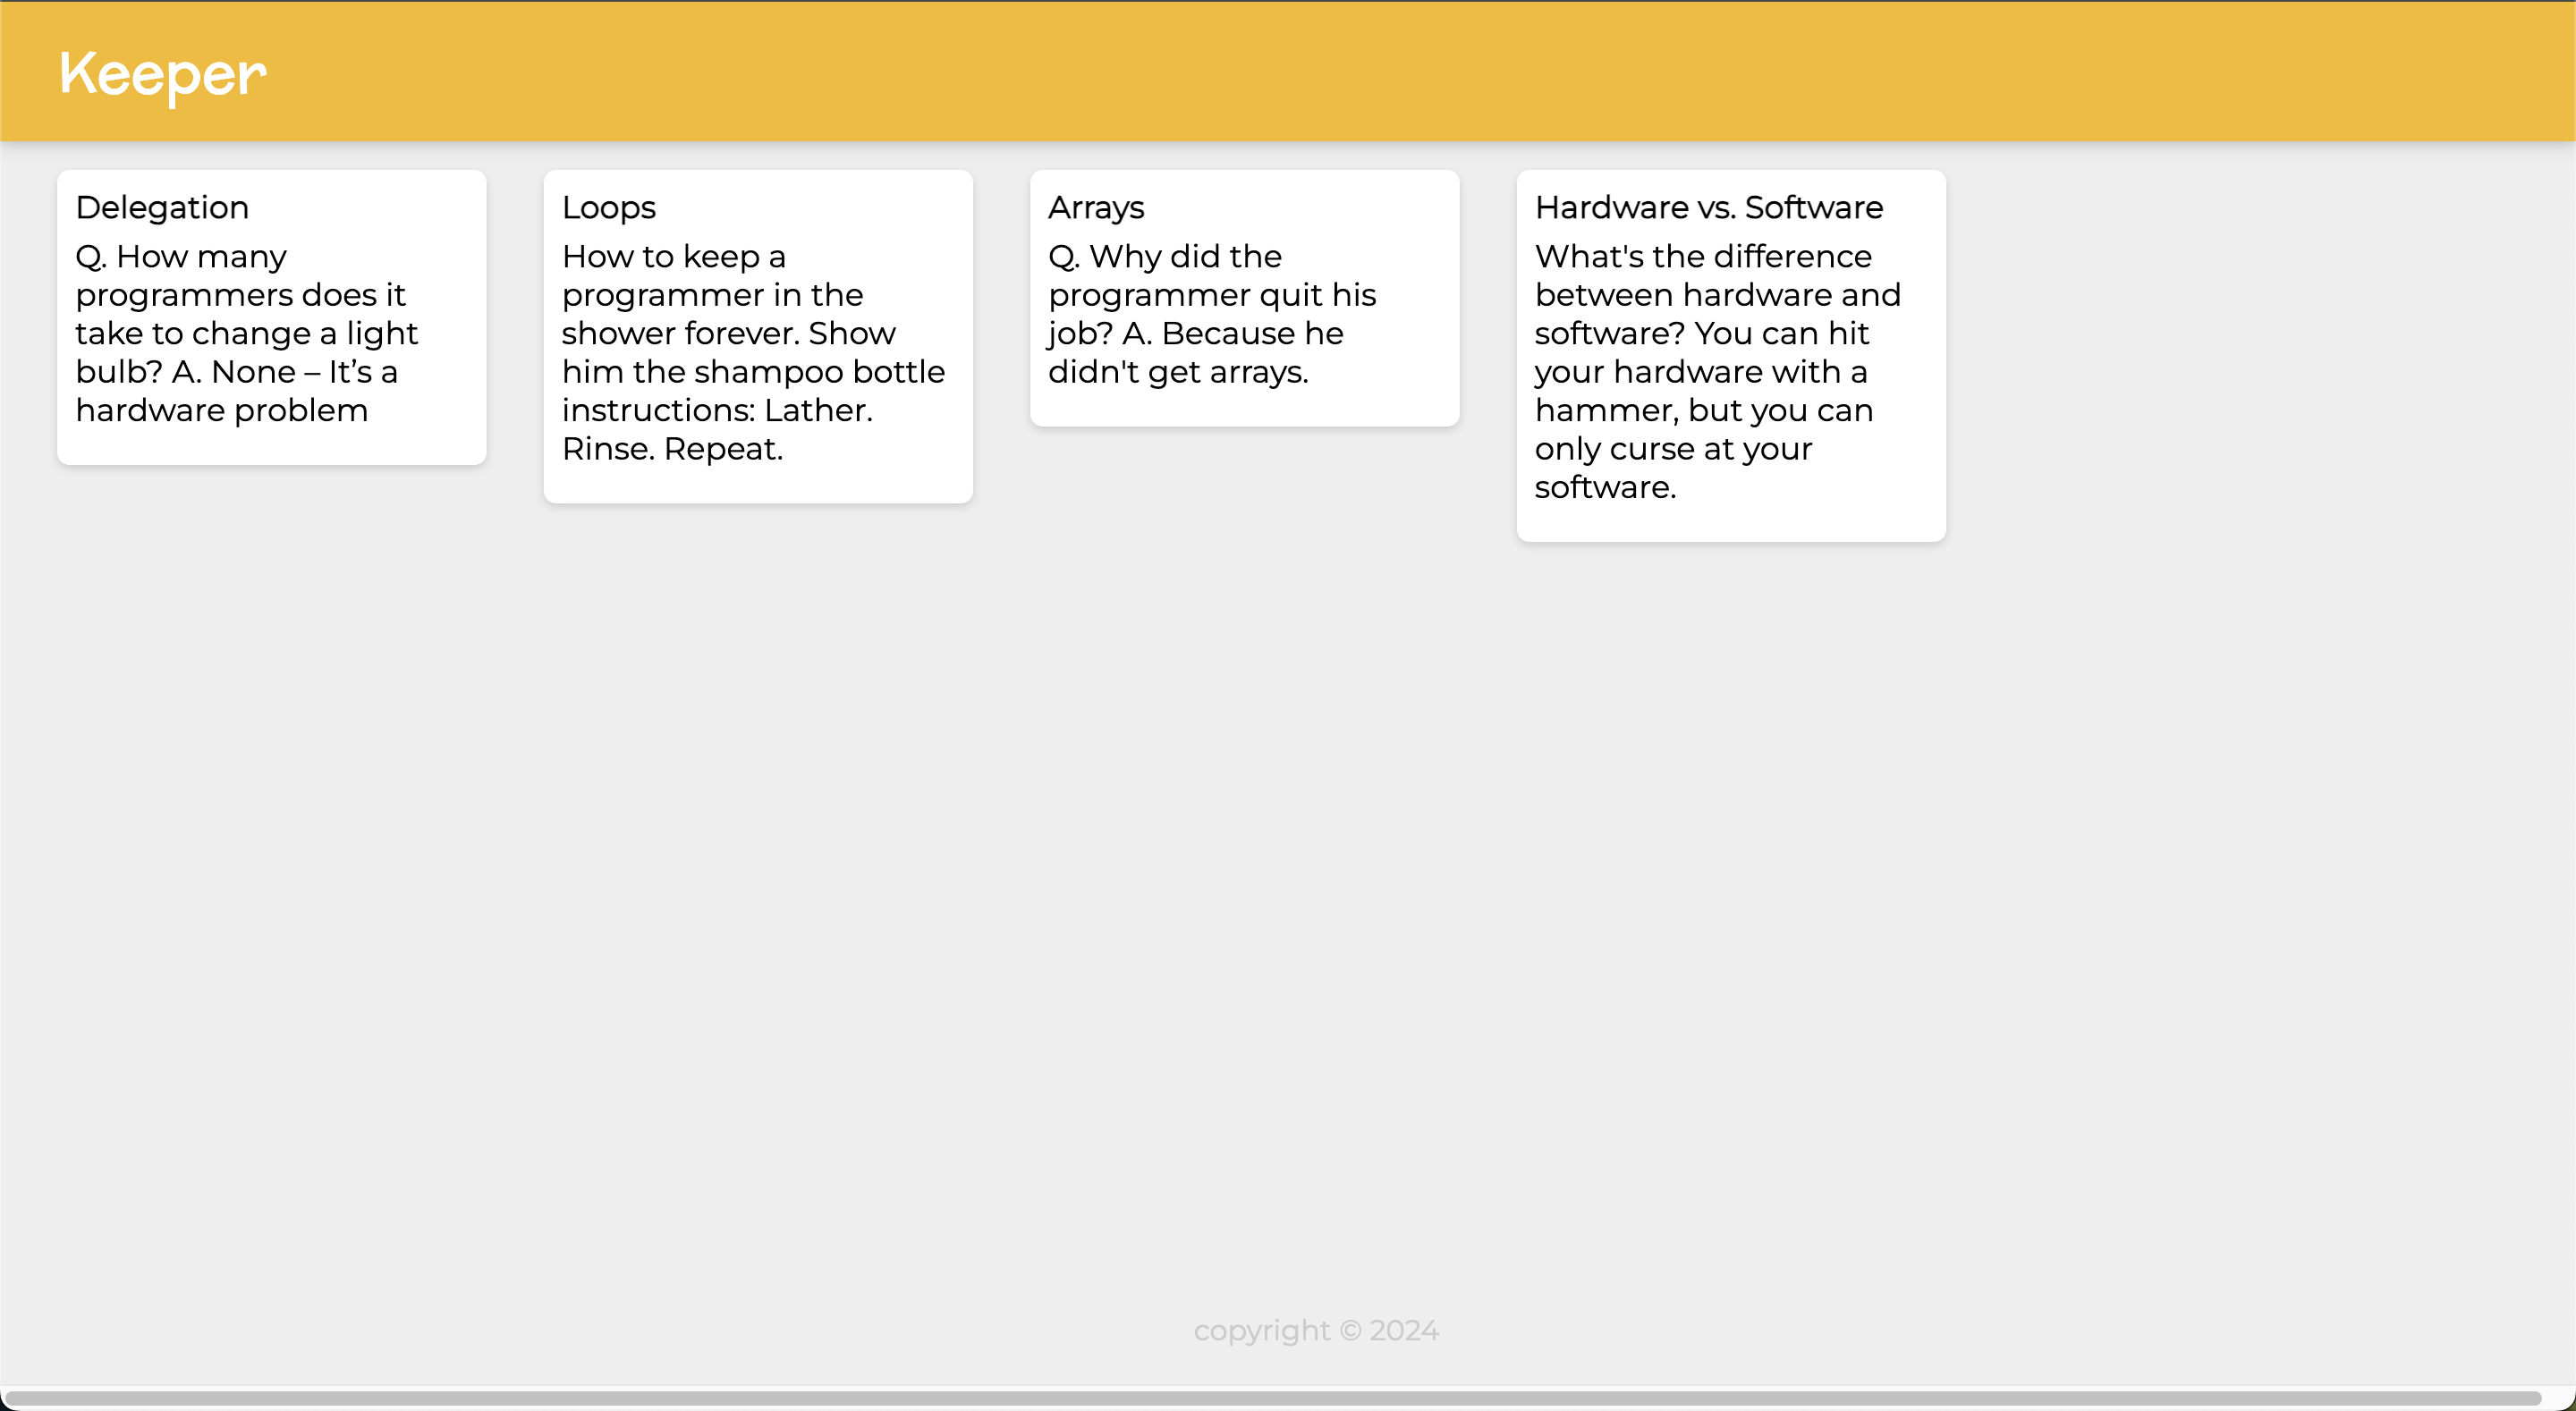 Keeper
Delegation
Q. How many
programmers does it
take to change a light
bulb? A. None – It’s a
hardware problem
Loops
How to keep a
programmer in the
shower forever. Show
him the shampoo bottle
instructions: Lather.
Rinse. Repeat.
Arrays
Q. Why did the
programmer quit his
job? A. Because he
didn't get arrays.
Hardware vs. Software
What's the difference
between hardware and
software? You can hit
your hardware with a
hammer, but you can
only curse at your
software.
copyright © 2024